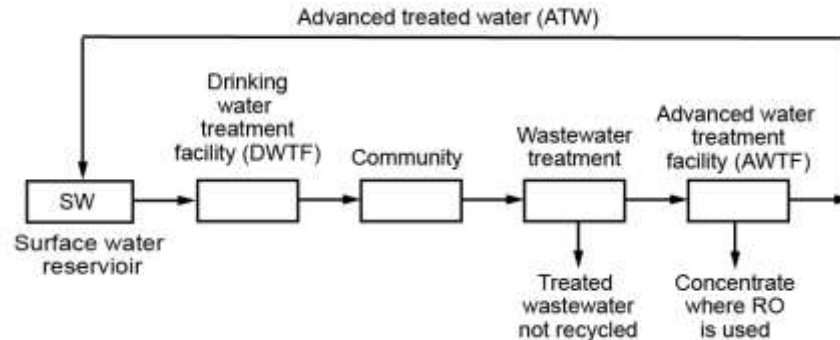 Advanced treated water (ATW)
Drinking
water
treatment
facility (DWTF)
Community
Wastewater
treatment
Advanced water
treatment
facility (AWTF)
SW
Surface water
reservioir
Treated
wastewater
not recycled
Concentrate
where RO
is used